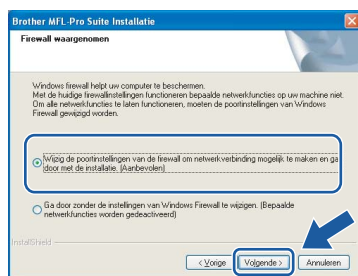 Brother MFL-Pro Suite Installatie
Firewall waargenomen
Windows firewall helpt uw computer te beschermen.
Met de huidige firewallinstellingen functioneren bepaalde netwerkfuncties op uw machine niet.
Om alle netwerkfuncties te laten functioneren, moeten de poortinstellingen van Windows
Firewall gewijzigd worden.
Wijzig de poortinstellingen van de firewall om netwerkverbinding mogelijk te maken en ga
door met de installatie. (Aanbevolen)
Ga door zonder de instellingen van Windows Firewall te wijzigen. (Bepaalde
netwerkfuncties worden gedeactiveerd)
InstallShield
< Vorige
Volgende >
Annuleren